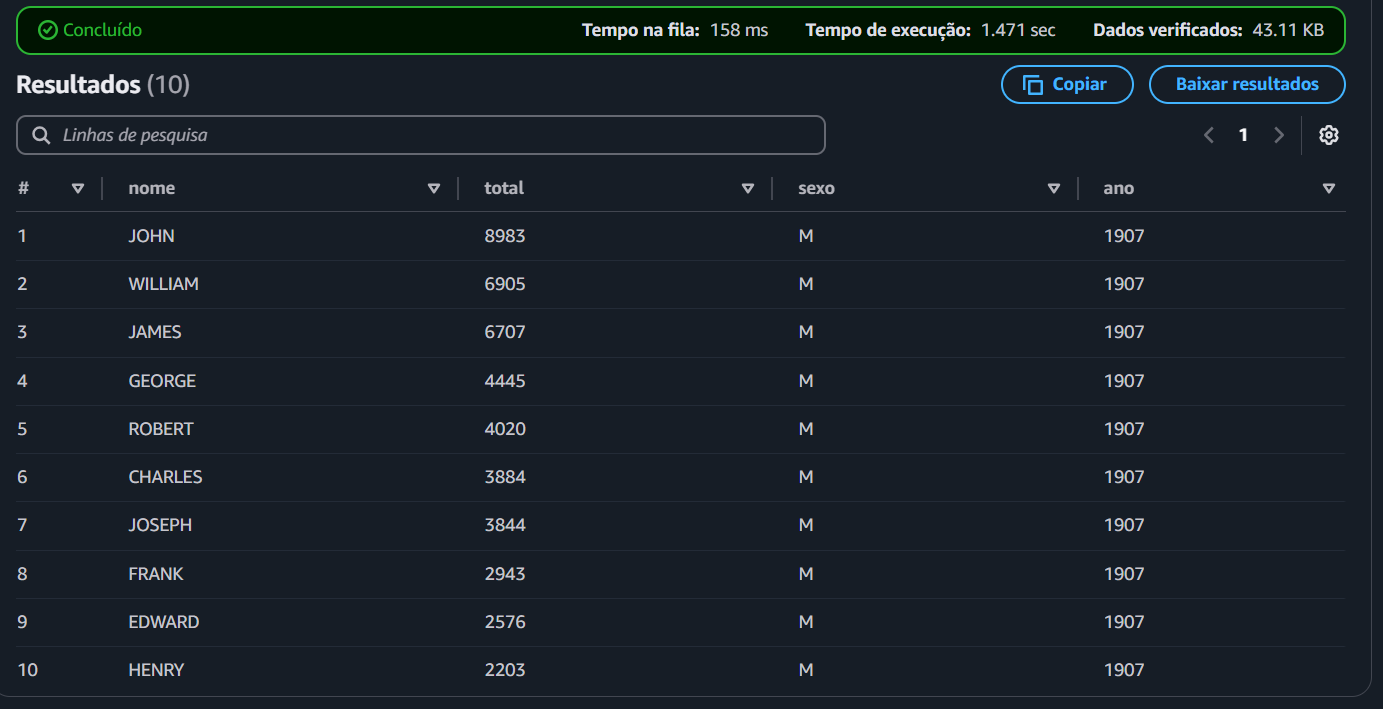 Concluído Tempo na fila: 158 ms Tempo de execução: 1.471 sec Dados verificados: 43.11 KB
Resultados (10) Copiar Baixar resultados
Linhas de pesquisa 1
# nome total sexo ano
1 JOHN 8983 M 1907
2 WILLIAM 6905 M 1907
3 JAMES 6707 M 1907
4 GEORGE 4445 M 1907
5 ROBERT 4020 M 1907
6 CHARLES 3884 M 1907
7 JOSEPH 3844 M 1907
8 FRANK 2943 M 1907
9 EDWARD 2576 M 1907
10 HENRY 2203 M 1907